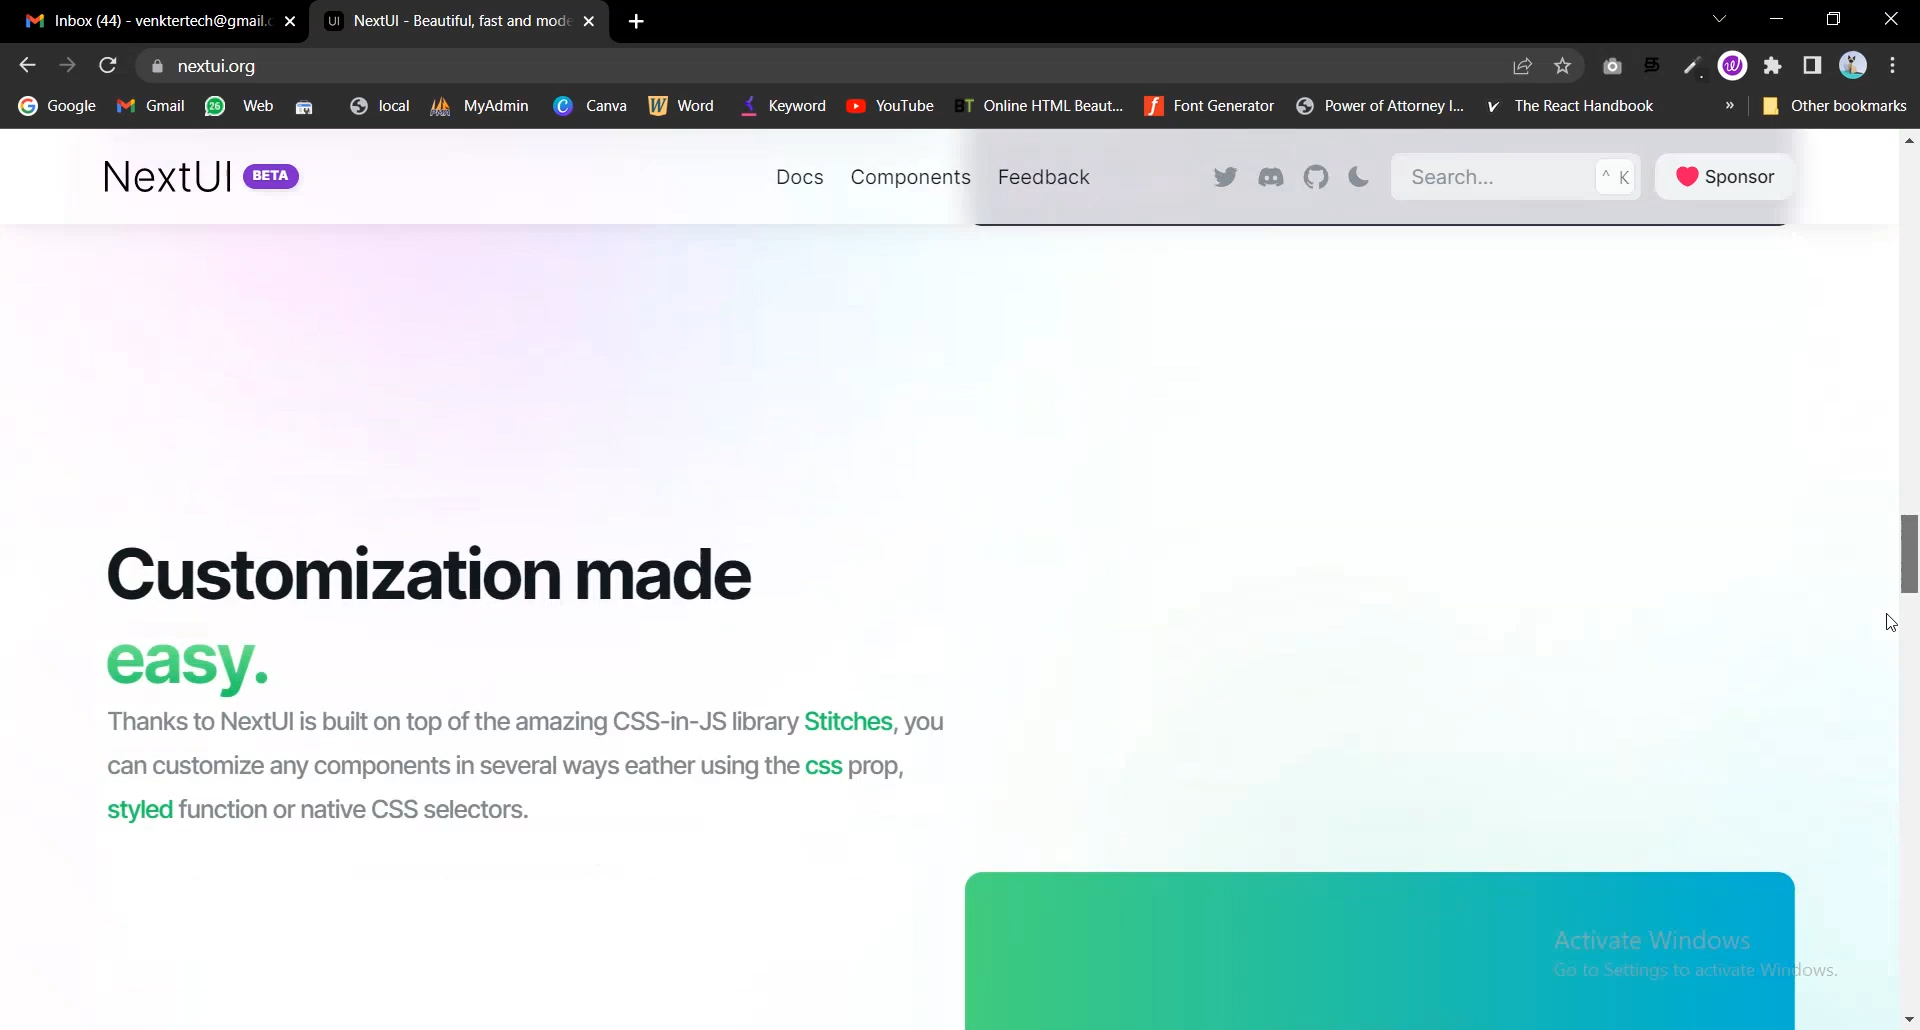 Inbox (44) - venktertech@gmail.c
UI NextUI - Beautiful, fast and mode
nextui.org
Google Gmail Web local MyAdmin Canva Word Keyword YouTube BT Online HTML Beaut... Font Generator Power of Attorney I... The React Handbook » Other bookmarks
NextUI BETA Docs Components Feedback Search... ^ K Sponsor
Customization made
easy.
Thanks to NextUI is built on top of the amazing CSS-in-JS library Stitches, you
can customize any components in several ways eather using the css prop,
styled function or native CSS selectors.
Activate Windows
Go to Settings to activate Windows.